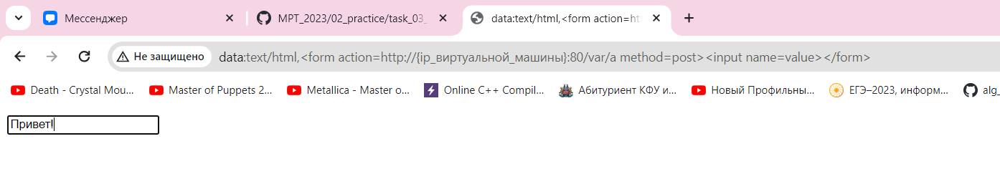 Мессенджер
MPT_2023/02_practice/task_03_
data:text/html,<form action=htt
Не защищено
data:text/html,<form action=http://{ip_виртуальной_машины}:80/var/a method=post><input name=value></form>
Death - Crystal Mou...
Master of Puppets 2...
Metallica - Master o...
Online C++ Compil...
Абитуриент КФУ и...
Новый Профильны...
ЕГЭ–2023, информ...
alg_
Привет!